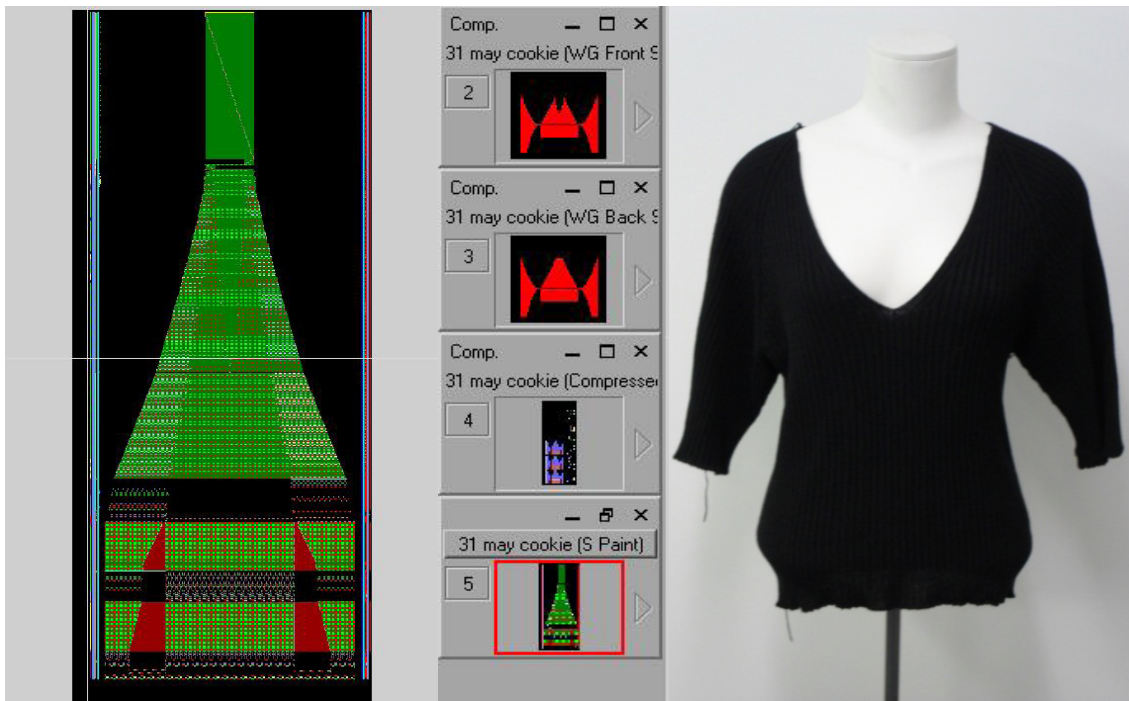 Comp.
31 may cookie (WG Front S
2
Comp.
31 may cookie (WG Back S
3
Comp.
31 may cookie (Compressed
4
31 may cookie (S Paint)
5